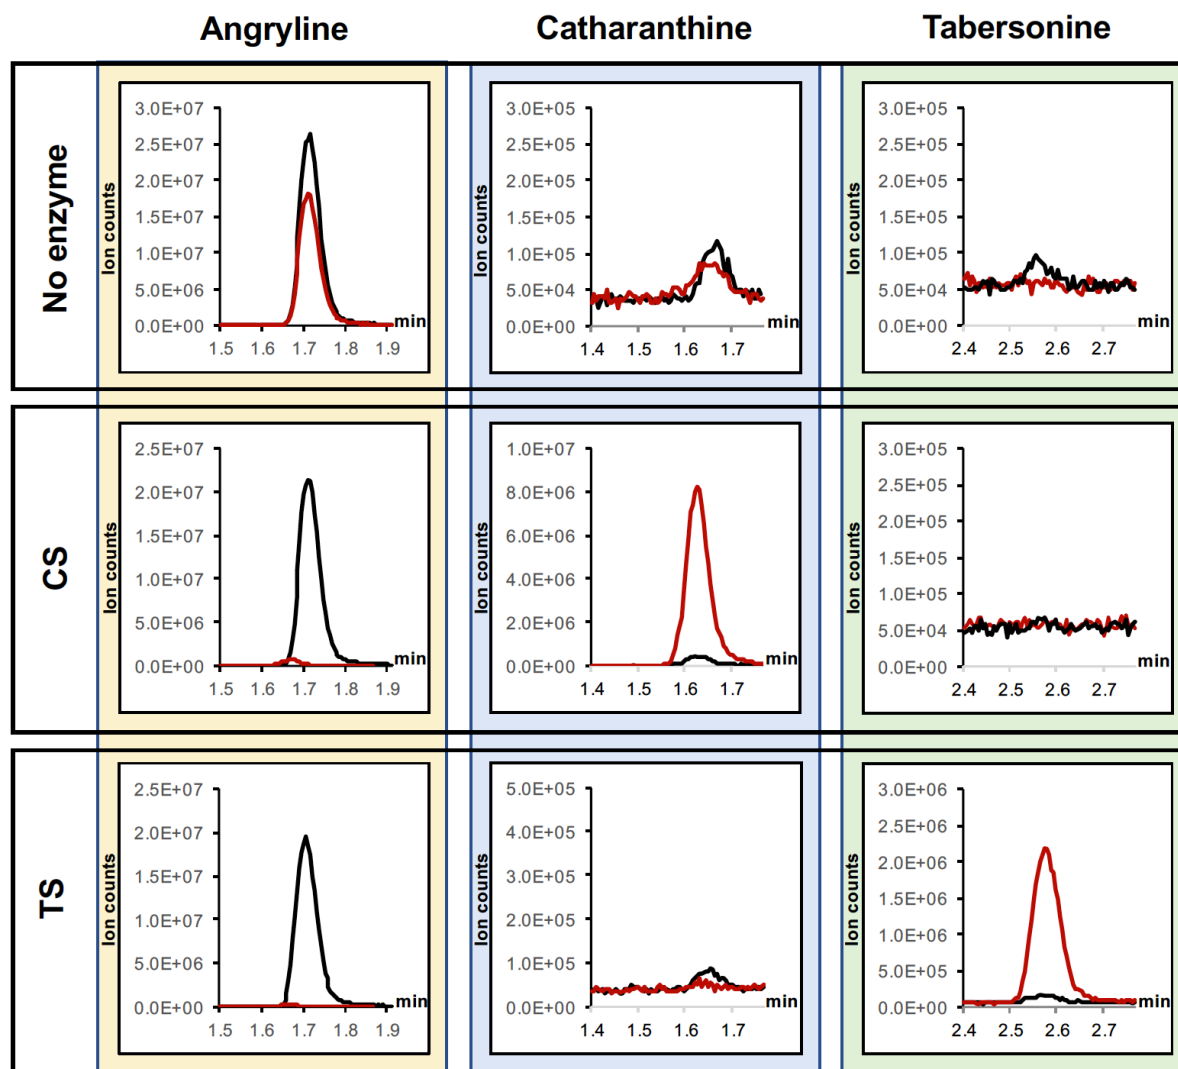 Angryline Catharanthine Tabersonine
No enzyme
Ion counts
3.0E+07
2.5E+07
2.0E+07
1.5E+07
1.0E+07
5.0E+06
0.0E+00
min
1.5 1.6 1.7 1.8 1.9
Ion counts
3.0E+05
2.5E+05
2.0E+05
1.5E+05
1.0E+05
5.0E+04
0.0E+00
min
1.4 1.5 1.6 1.7
Ion counts
3.0E+05
2.5E+05
2.0E+05
1.5E+05
1.0E+05
5.0E+04
0.0E+00
min
2.4 2.5 2.6 2.7
CS
Ion counts
2.5E+07
2.0E+07
1.5E+07
1.0E+07
5.0E+06
0.0E+00
min
1.5 1.6 1.7 1.8 1.9
Ion counts
1.0E+07
8.0E+06
6.0E+06
4.0E+06
2.0E+06
0.0E+00
min
1.4 1.5 1.6 1.7
Ion counts
3.0E+05
2.5E+05
2.0E+05
1.5E+05
1.0E+05
5.0E+04
0.0E+00
min
2.4 2.5 2.6 2.7
TS
Ion counts
2.5E+07
2.0E+07
1.5E+07
1.0E+07
5.0E+06
0.0E+00
min
1.5 1.6 1.7 1.8 1.9
Ion counts
5.0E+05
4.0E+05
3.0E+05
2.0E+05
1.0E+05
0.0E+00
min
1.4 1.5 1.6 1.7
Ion counts
3.0E+06
2.5E+06
2.0E+06
1.5E+06
1.0E+06
5.0E+05
0.0E+00
min
2.4 2.5 2.6 2.7